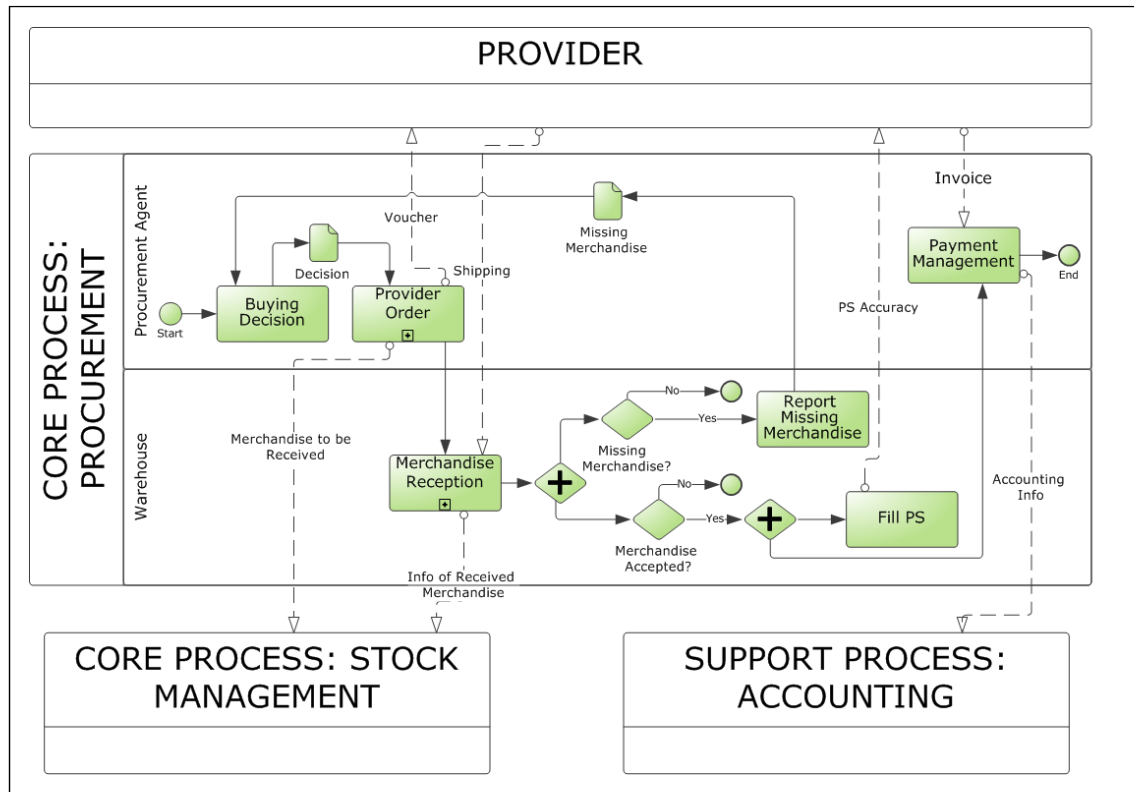 PROVIDER
CORE PROCESS:
PROCUREMENT
Procurement Agent
Start
Buying
Decision
Decision
Voucher
Provider
Order
Shipping
Missing
Merchandise
PS Accuracy
Invoice
Payment
Management
End
Warehouse
Merchandise to be
Received
Merchandise
Reception
No
Missing
Merchandise?
Yes
Report
Missing
Merchandise
No
Merchandise
Accepted?
Yes
Fill PS
Accounting
Info
Info of Received
Merchandise
CORE PROCESS: STOCK
MANAGEMENT
SUPPORT PROCESS:
ACCOUNTING